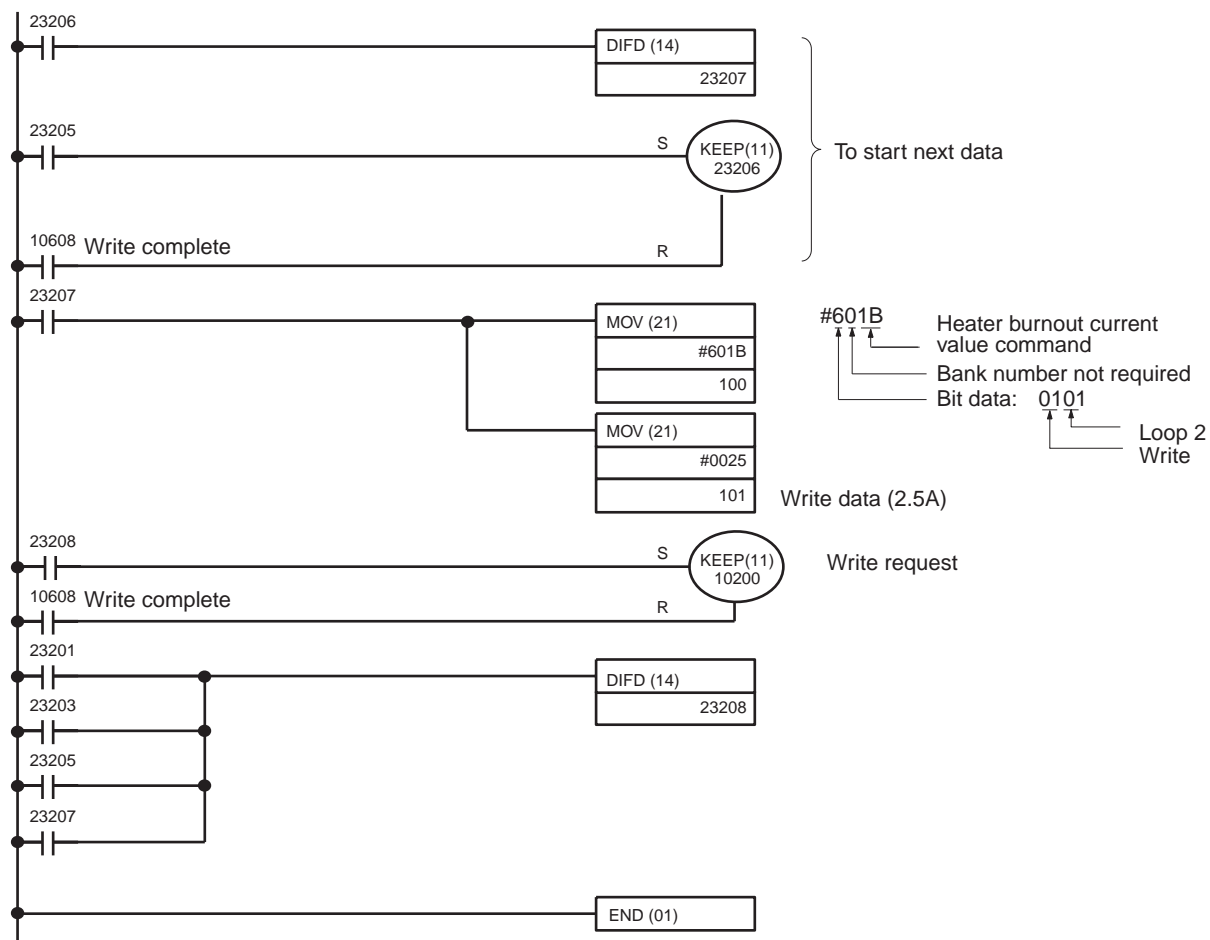 23206
DIFD (14)
23207
23205
S
KEEP(11)
23206
To start next data
10608
Write complete
R
23207
MOV (21)
#601B
100
#601B
Heater burnout current
value command
Bank number not required
Bit data: 0101
Loop 2
Write
MOV (21)
#0025
101
Write data (2.5A)
23208
S
KEEP(11)
10200
Write request
10608
Write complete
R
23201
DIFD (14)
23208
23203
23205
23207
END (01)